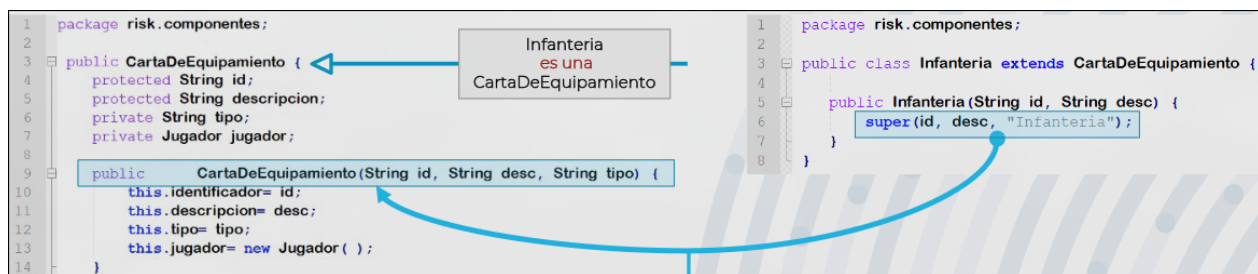 1 package risk.componentes;
2
3 public CartaDeEquipamiento {
4 protected String id;
5 protected String descripcion;
6 private String tipo;
7 private Jugador jugador;
8
9 public CartaDeEquipamiento(String id, String desc, String tipo) {
10 this.identificador= id;
11 this.descripcion= desc;
12 this.tipo= tipo;
13 this.jugador= new Jugador( );
14 }
Infanteria
es una
CartaDeEquipamiento
1 package risk.componentes;
2
3 public class Infanteria extends CartaDeEquipamiento {
4
5 public Infanteria(String id, String desc) {
6 super(id, desc, "Infanteria");
7 }
8 }